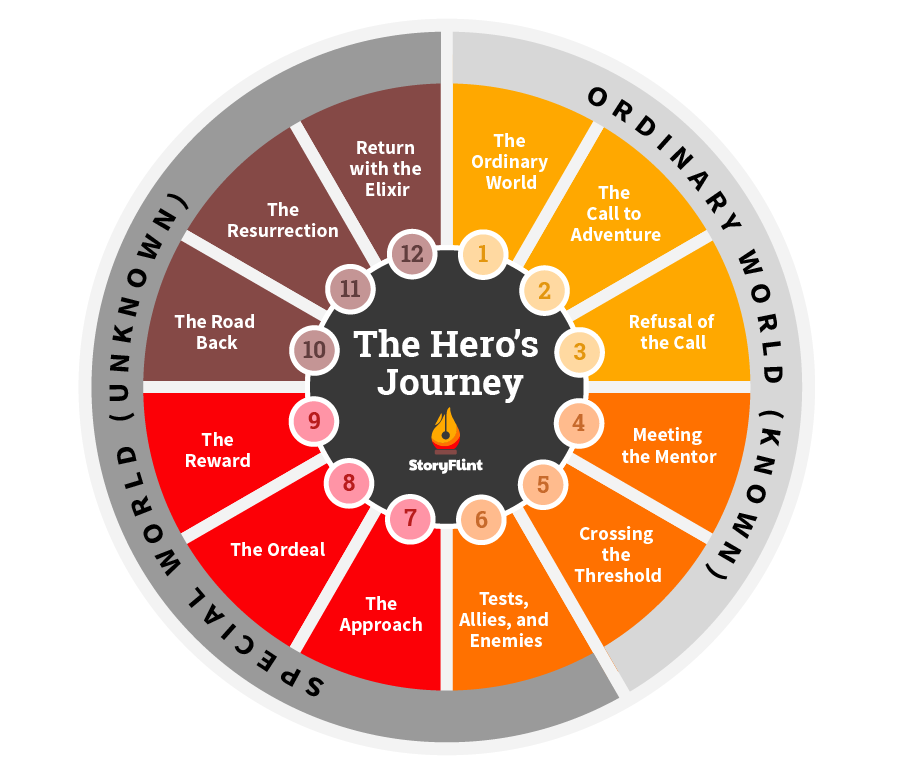 The Hero's
Journey
StoryFlint
ORDINARY WORLD (KNOWN)
SPECIAL WORLD (UNKNOWN)
1
The
Ordinary
World
2
The
Call to
Adventure
3
Refusal of
the Call
4
Meeting
the Mentor
5
Crossing
the
Threshold
6
Tests,
Allies, and
Enemies
7
The
Approach
8
The Ordeal
9
The
Reward
10
The Road
Back
11
The
Resurrection
12
Return
with the
Elixir